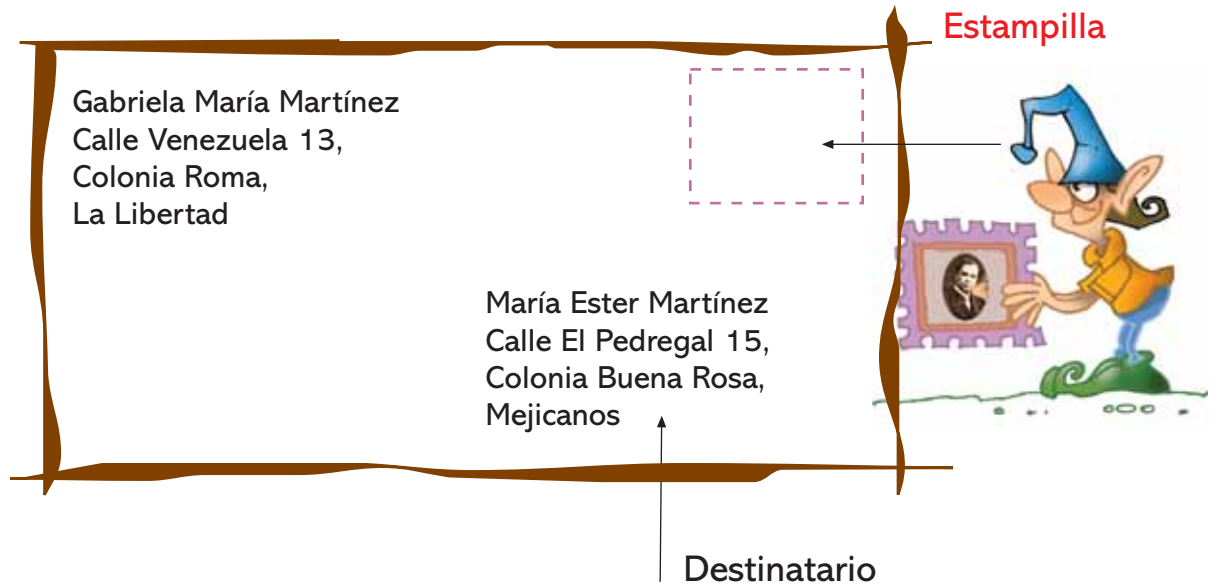 Estampilla
Gabriela María Martínez
Calle Venezuela 13,
Colonia Roma,
La Libertad
María Ester Martínez
Calle El Pedregal 15,
Colonia Buena Rosa,
Mejicanos
Destinatario